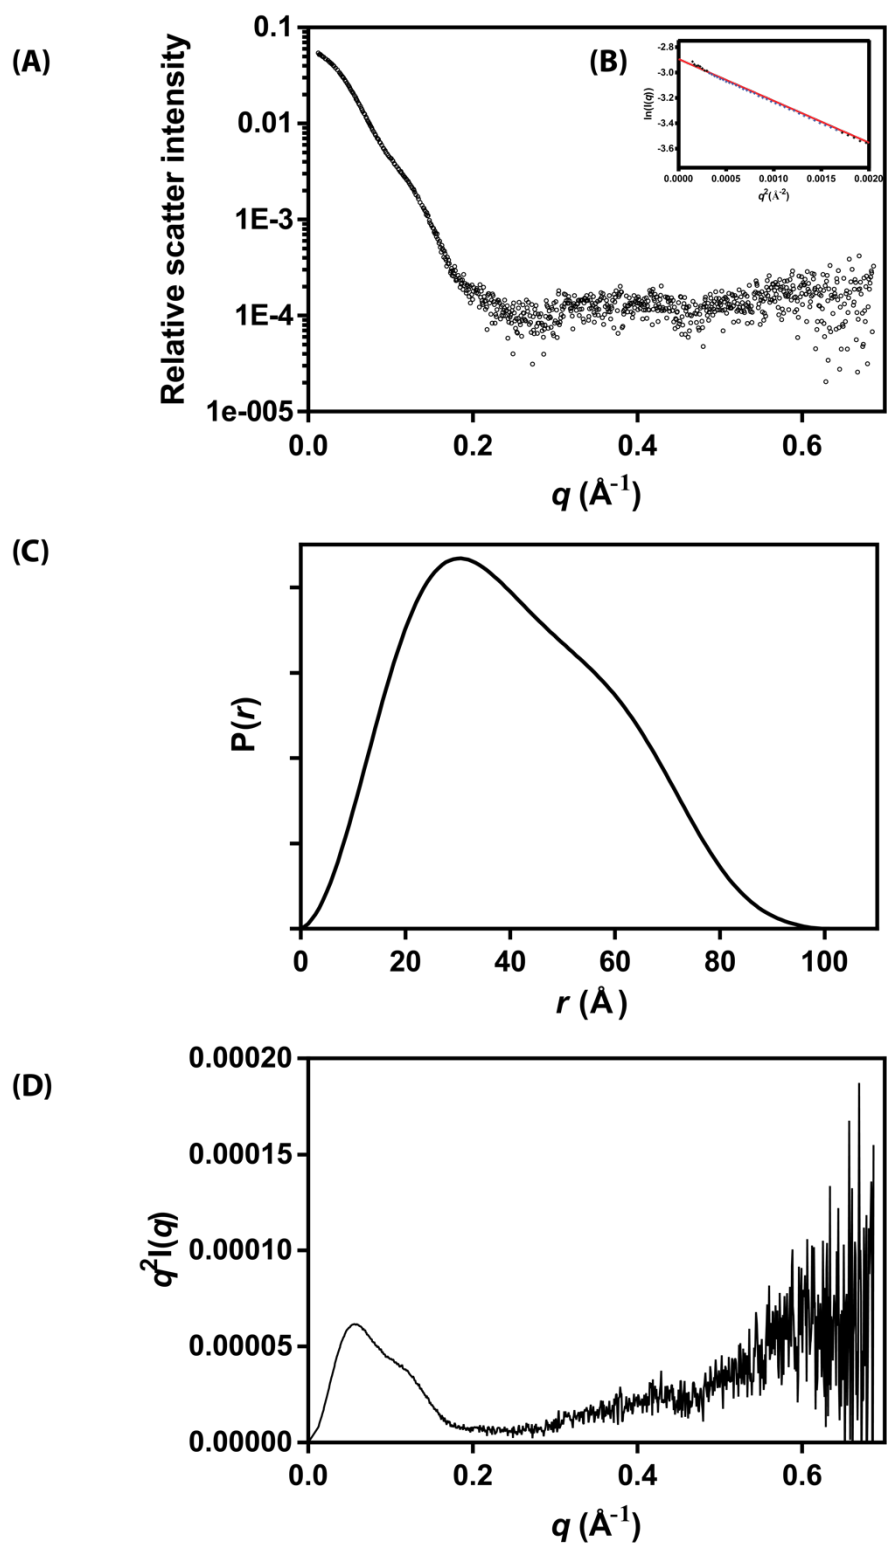 (A)
Relative scatter intensity
0.1
0.01
1E-3
1E-4
1e-005
0.0
0.2
0.4
0.6
q (Å-1)
(B)
ln(I(q))
-2.8
-3.0
-3.2
-3.4
-3.6
0.0000
0.0005
0.0010
0.0015
0.0020
q2(Å-2)
(C)
P(r)
0
20
40
60
80
100
r (Å)
(D)
q2I(q)
0.00020
0.00015
0.00010
0.00005
0.00000
0.0
0.2
0.4
0.6
q (Å-1)